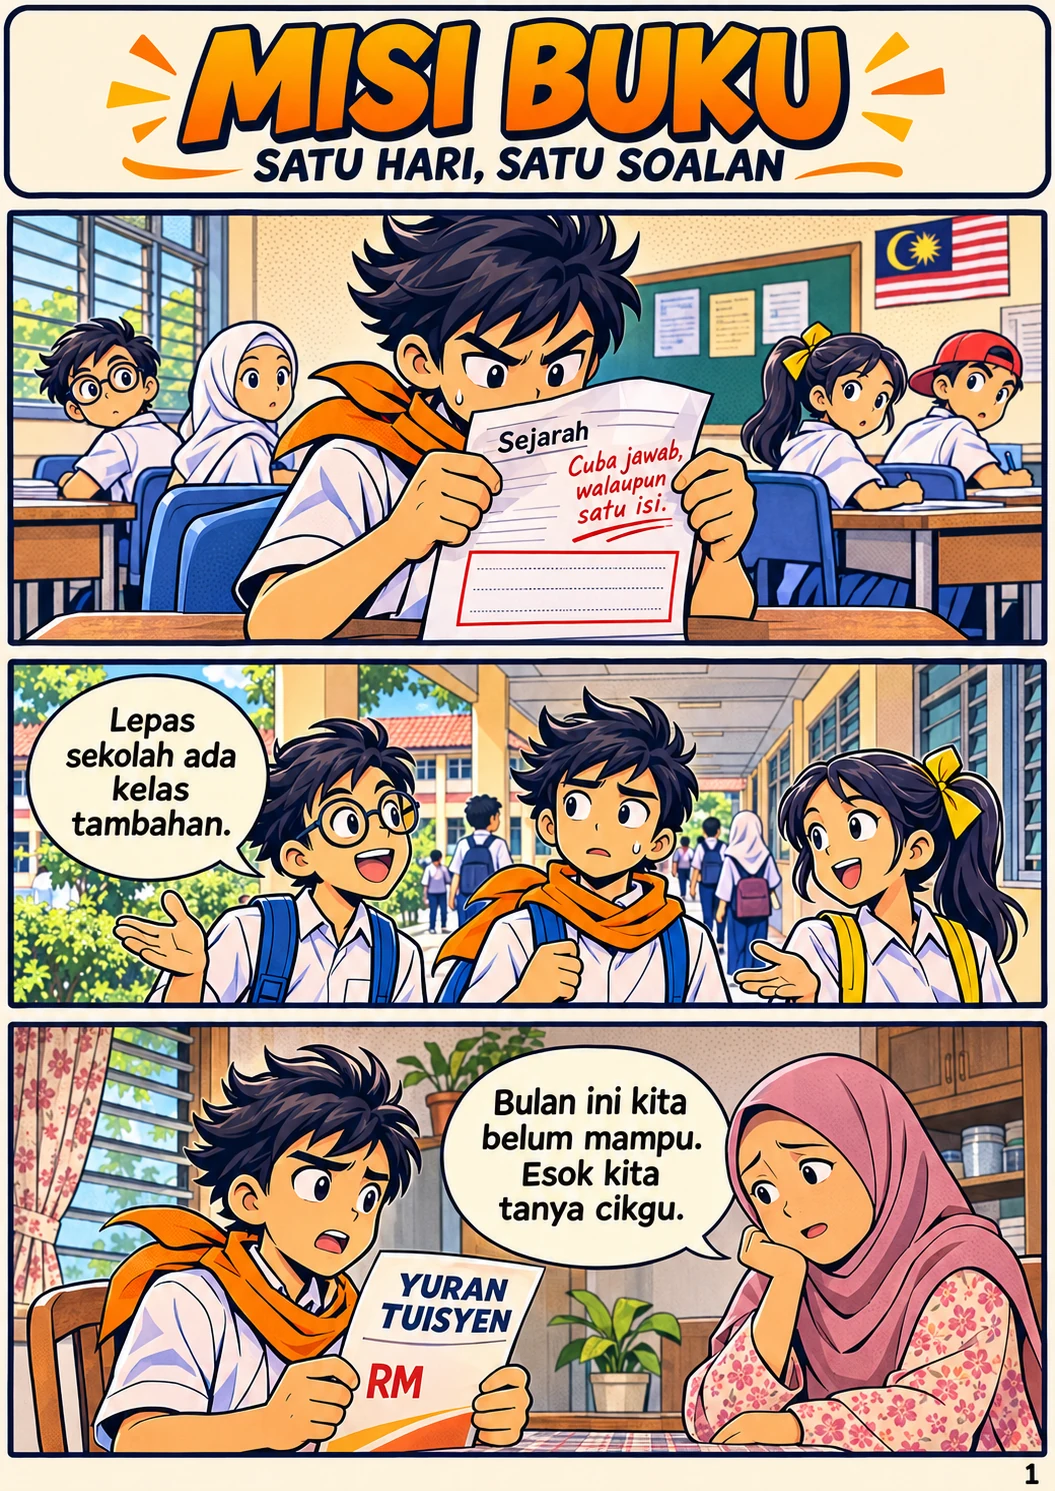 MISI BUKU
SATU HARI, SATU SOALAN
Sejarah
Cuba jawab,
walaupun
satu isi.
Lepas
sekolah ada
kelas
tambahan.
Bulan ini kita
belum mampu.
Esok kita
tanya cikgu.
YURAN
TUISYEN
RM
1